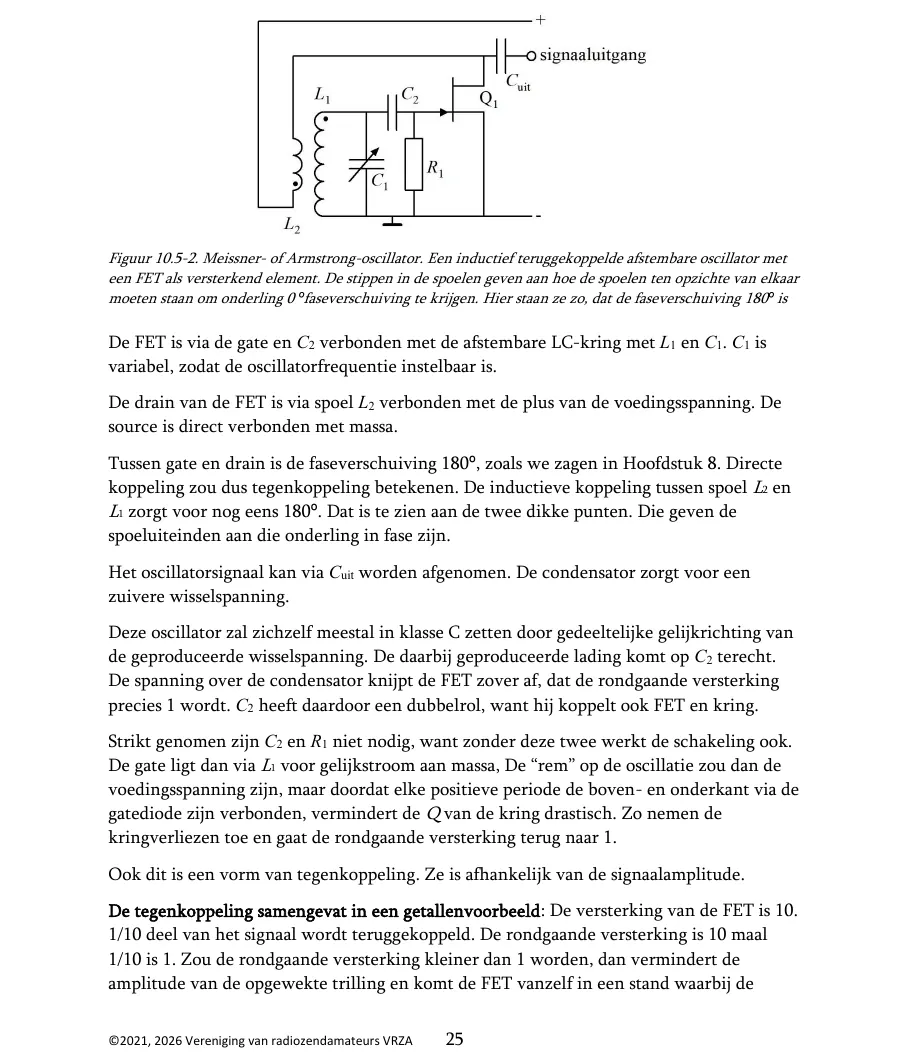 +
signaaluitgang
Cuit
L1
C2
Q1
R1
C1
L2
-
Figuur 10.5-2. Meissner- of Armstrong-oscillator. Een inductief teruggekoppelde afstembare oscillator met
een FET als versterkend element. De stippen in de spoelen geven aan hoe de spoelen ten opzichte van elkaar
moeten staan om onderling 0 ° faseverschuiving te krijgen. Hier staan ze zo, dat de faseverschuiving 180° is
De FET is via de gate en C2 verbonden met de afstembare LC-kring met L1 en C1. C1 is
variabel, zodat de oscillatorfrequentie instelbaar is.
De drain van de FET is via spoel L2 verbonden met de plus van de voedingsspanning. De
source is direct verbonden met massa.
Tussen gate en drain is de faseverschuiving 180°, zoals we zagen in Hoofdstuk 8. Directe
koppeling zou dus tegenkoppeling betekenen. De inductieve koppeling tussen spoel L2 en
L1 zorgt voor nog eens 180°. Dat is te zien aan de twee dikke punten. Die geven de
spoeluiteinden aan die onderling in fase zijn.
Het oscillatorsignaal kan via Cuit worden afgenomen. De condensator zorgt voor een
zuivere wisselspanning.
Deze oscillator zal zichzelf meestal in klasse C zetten door gedeeltelijke gelijkrichting van
de geproduceerde wisselspanning. De daarbij geproduceerde lading komt op C2 terecht.
De spanning over de condensator knijpt de FET zover af, dat de rondgaande versterking
precies 1 wordt. C2 heeft daardoor een dubbelrol, want hij koppelt ook FET en kring.
Strikt genomen zijn C2 en R1 niet nodig, want zonder deze twee werkt de schakeling ook.
De gate ligt dan via L1 voor gelijkstroom aan massa, De “rem” op de oscillatie zou dan de
voedingsspanning zijn, maar doordat elke positieve periode de boven- en onderkant via de
gatediode zijn verbonden, vermindert de Q van de kring drastisch. Zo nemen de
kringverliezen toe en gaat de rondgaande versterking terug naar 1.
Ook dit is een vorm van tegenkoppeling. Ze is afhankelijk van de signaalamplitude.
De tegenkoppeling samengevat in een getallenvoorbeeld: De versterking van de FET is 10.
1/10 deel van het signaal wordt teruggekoppeld. De rondgaande versterking is 10 maal
1/10 is 1. Zou de rondgaande versterking kleiner dan 1 worden, dan vermindert de
amplitude van de opgewekte trilling en komt de FET vanzelf in een stand waarbij de
©2021, 2026 Vereniging van radiozendamateurs VRZA 25